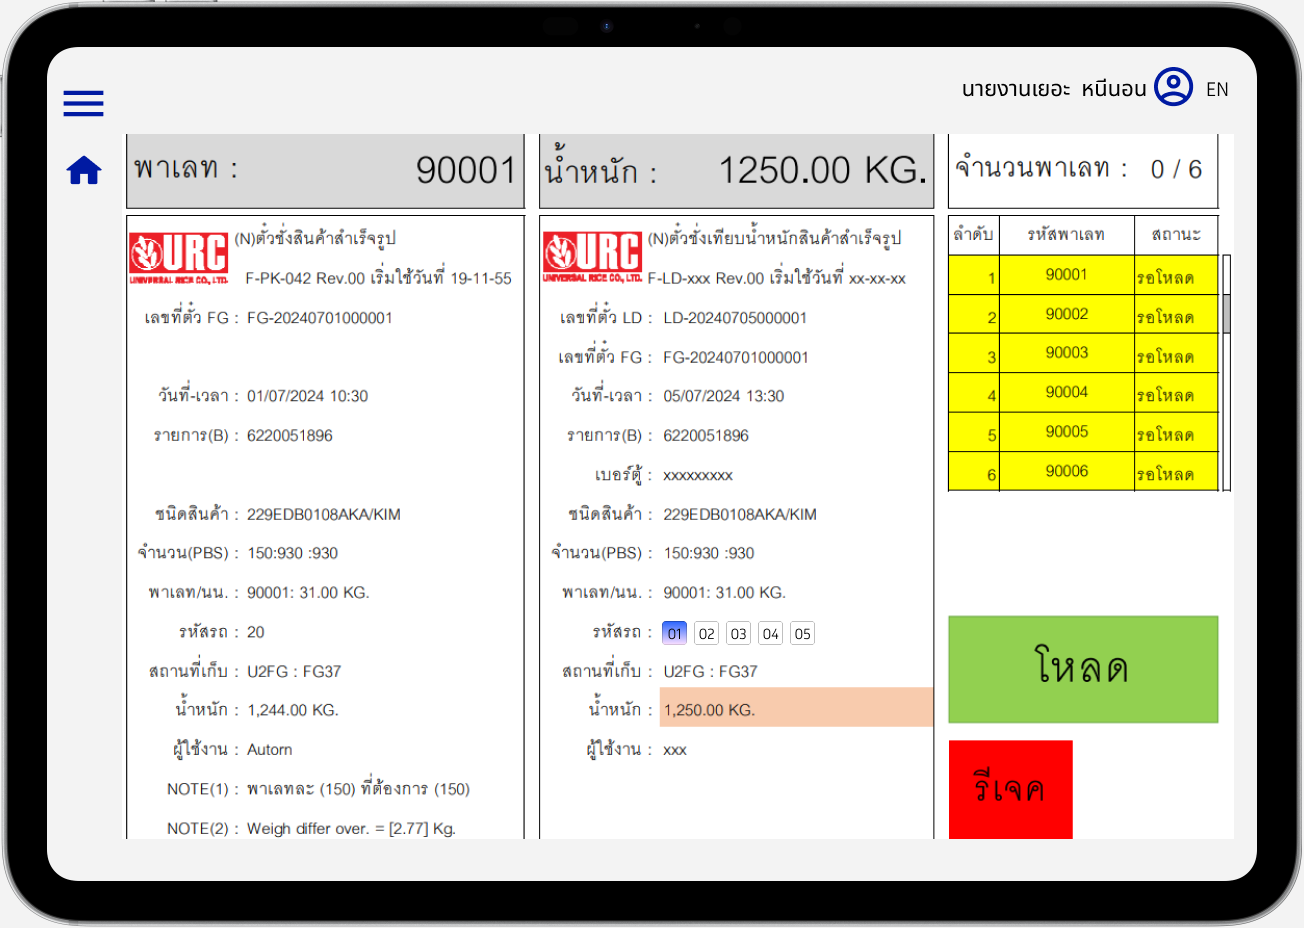 นายงานเยอะ หนีนอน EN
พาเลท : 90001
น้ำหนัก : 1250.00 KG.
จำนวนพาเลท : 0 / 6
URC
UNIVERSAL RICE CO., LTD.
(N)ตั๋วชั่งสินค้าสำเร็จรูป
F-PK-042 Rev.00 เริ่มใช้วันที่ 19-11-55
เลขที่ตั๋ว FG : FG-20240701000001
วันที่-เวลา : 01/07/2024 10:30
รายการ(B) : 6220051896
ชนิดสินค้า : 229EDB0108AKA/KIM
จำนวน(PBS) : 150:930 :930
พาเลท/นน. : 90001: 31.00 KG.
รหัสรถ : 20
สถานที่เก็บ : U2FG : FG37
น้ำหนัก : 1,244.00 KG.
ผู้ใช้งาน : Autorn
NOTE(1) : พาเลทละ (150) ที่ต้องการ (150)
NOTE(2) : Weigh differ over. = [2.77] Kg.
URC
UNIVERSAL RICE CO., LTD.
(N)ตั๋วชั่งเทียบน้ำหนักสินค้าสำเร็จรูป
F-LD-xxx Rev.00 เริ่มใช้วันที่ xx-xx-xx
เลขที่ตั๋ว LD : LD-20240705000001
เลขที่ตั๋ว FG : FG-20240701000001
วันที่-เวลา : 05/07/2024 13:30
รายการ(B) : 6220051896
เบอร์ตู้ : xxxxxxxxx
ชนิดสินค้า : 229EDB0108AKA/KIM
จำนวน(PBS) : 150:930 :930
พาเลท/นน. : 90001: 31.00 KG.
รหัสรถ : 01 02 03 04 05
สถานที่เก็บ : U2FG : FG37
น้ำหนัก : 1,250.00 KG.
ผู้ใช้งาน : xxx
ลำดับ รหัสพาเลท สถานะ
1 90001 รอโหลด
2 90002 รอโหลด
3 90003 รอโหลด
4 90004 รอโหลด
5 90005 รอโหลด
6 90006 รอโหลด
โหลด
รีเจค